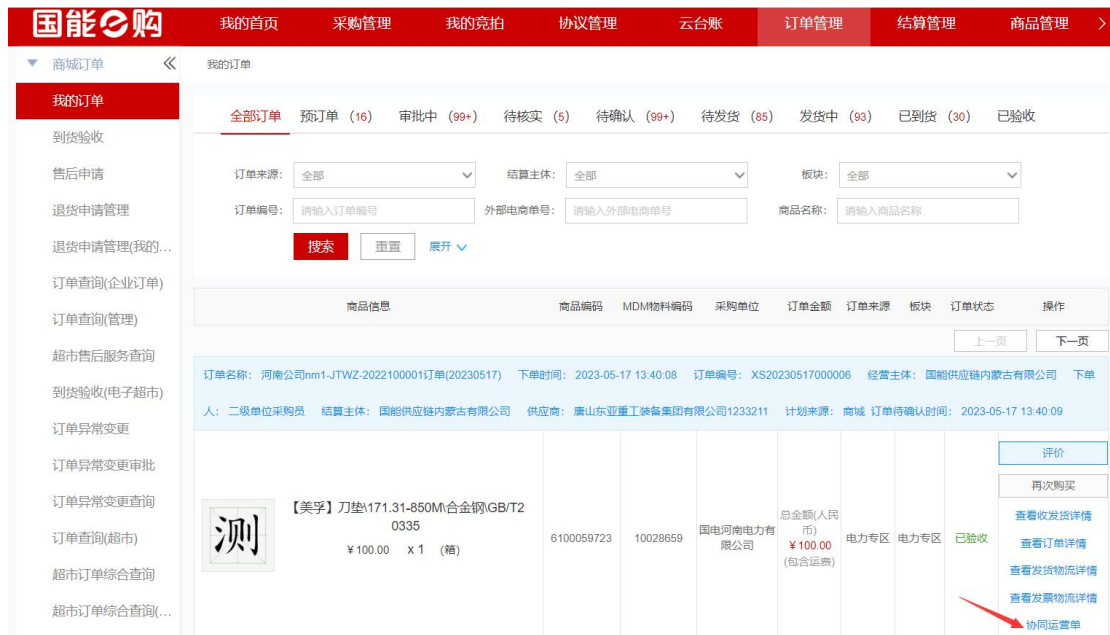 国能e购 我的首页 采购管理 我的竞拍 协议管理 云台账 订单管理 结算管理 商品管理
商城订单
我的订单
到货验收
售后申请
退货申请管理
退货申请管理(我的...
订单查询(企业订单)
订单查询(管理)
超市售后服务查询
到货验收(电子超市)
订单异常变更
订单异常变更审批
订单异常变更查询
订单查询(超市)
超市订单综合查询
超市订单综合查询(...
我的订单
全部订单 预订单 (16) 审批中 (99+) 待核实 (5) 待确认 (99+) 待发货 (85) 发货中 (93) 已到货 (30) 已验收
订单来源: 全部 结算主体: 全部 板块: 全部
订单编号: 请输入订单编号 外部电商单号: 请输入外部电商单号 商品名称: 请输入商品名称
搜索 重置 展开
商品信息 商品编码 MDM物料编码 采购单位 订单金额 订单来源 板块 订单状态 操作
上一页 下一页
订单名称: 河南公司nm1-JTWZ-2022100001订单(20230517) 下单时间: 2023-05-17 13:40:08 订单编号: XS20230517000006 经营主体: 国能供应链内蒙古有限公司 下单
人: 二级单位采购员 结算主体: 国能供应链内蒙古有限公司 供应商: 唐山东亚重工装备集团有限公司1233211 计划来源: 商城 订单待确认时间: 2023-05-17 13:40:09
测
【美孚】刀垫\171.31-850M\合金钢\GB/T2
0335
¥100.00 x 1 (箱)
6100059723
10028659
国电河南电力有
限公司
总金额(人民
币)
¥100.00
(包含运费)
电力专区
电力专区
已验收
评价
再次购买
查看收发货详情
查看订单详情
查看发货物流详情
查看发票物流详情
协同运营单